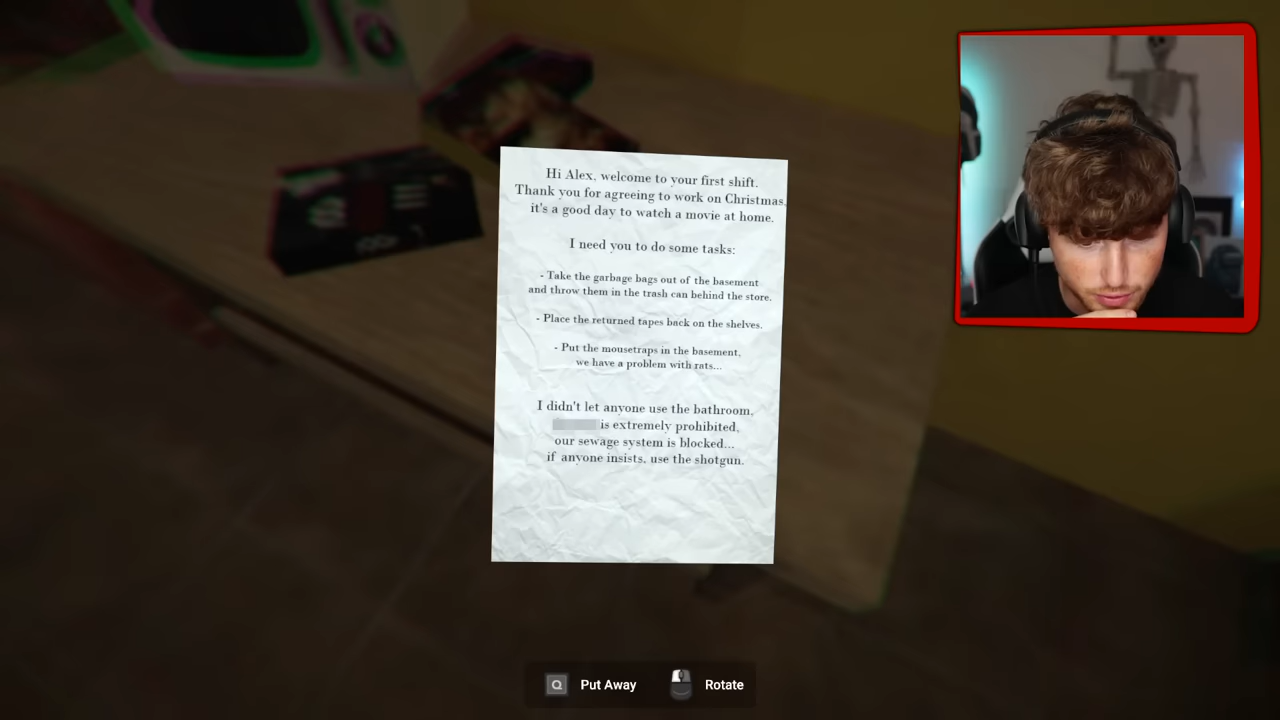 Hi Alex, welcome to your first shift.
Thank you for agreeing to work on Christmas,
it's a good day to watch a movie at home.
I need you to do some tasks:
- Take the garbage bags out of the basement
and throw them in the trash can behind the store.
- Place the returned tapes back on the shelves.
- Put the mousetraps in the basement,
we have a problem with rats...
I didn't let anyone use the bathroom,
is extremely prohibited,
our sewage system is blocked...
if anyone insists, use the shotgun.
Q Put Away Rotate